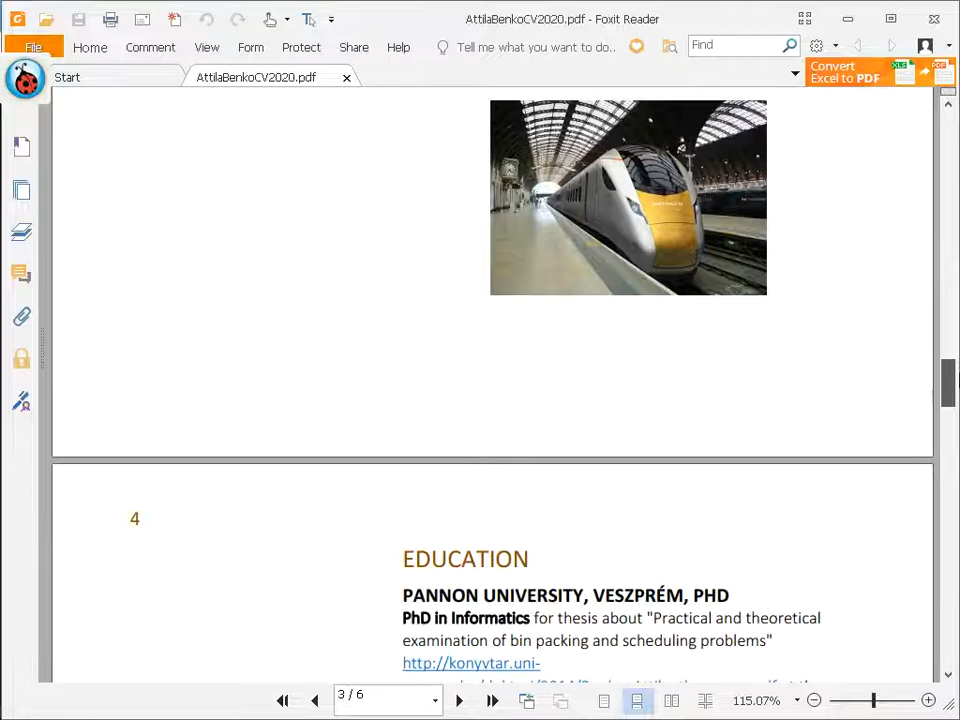 AttilaBenkoCV2020.pdf - Foxit Reader
File Home Comment View Form Protect Share Help Tell me what you want to do.. Find
Start AttilaBenkoCV2020.pdf Convert Excel to PDF
4
EDUCATION
PANNON UNIVERSITY, VESZPRÉM, PHD
PhD in Informatics for thesis about "Practical and theoretical
examination of bin packing and scheduling problems"
http://konyvtar.uni-
3 / 6 115.07%